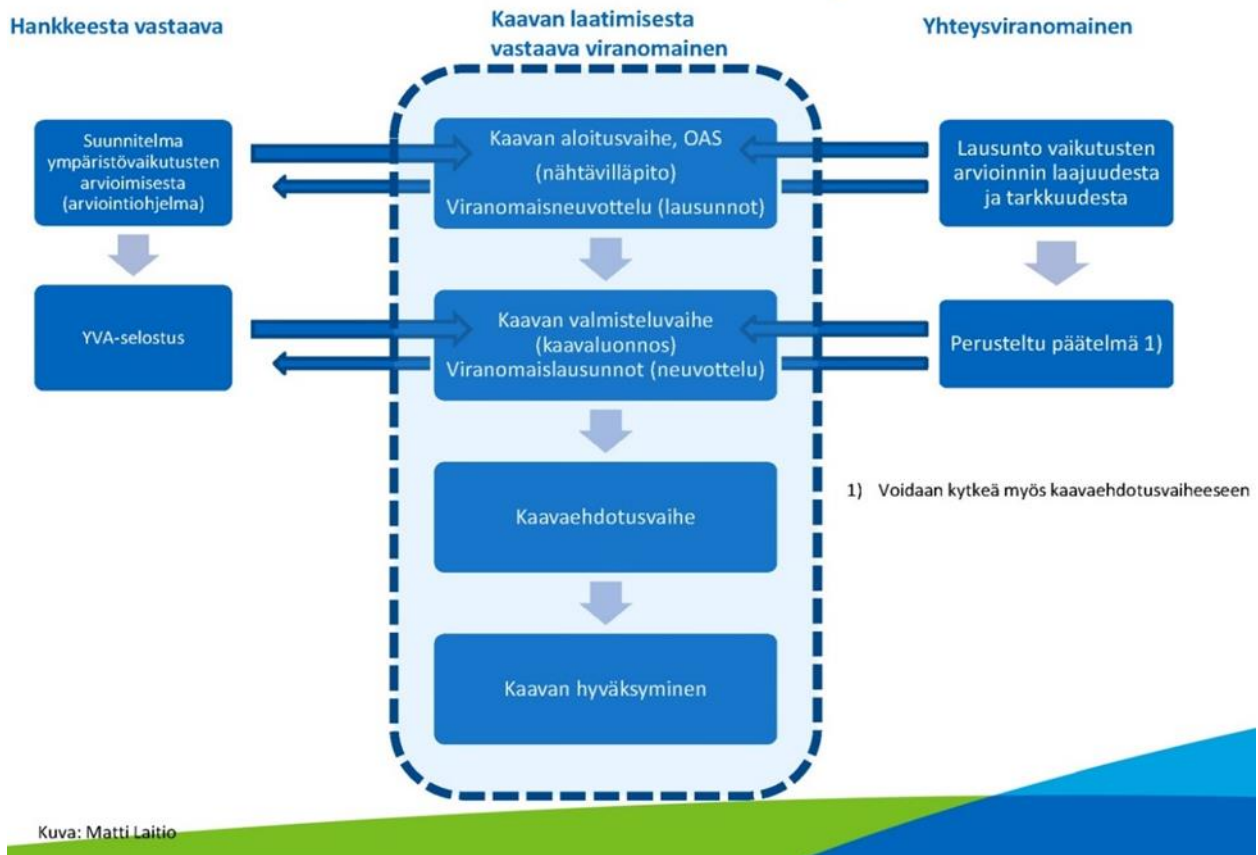 Hankkeesta vastaava
Kaavan laatimisesta
vastaava viranomainen
Yhteysviranomainen
Suunnitelma
ympäristövaikutusten
arvioimisesta
(arviointiohjelma)
Kaavan aloitusvaihe, OAS
(nähtävilläpito)
Viranomaisneuvottelu (lausunnot)
Lausunto vaikutusten
arvioinnin laajuudesta
ja tarkkuudesta
YVA-selostus
Kaavan valmisteluvaihe
(kaavaluonnos)
Viranomaislausunnot (neuvottelu)
Perusteltu päätelmä 1)
Kaavaehdotusvaihe
1) Voidaan kytkeä myös kaavaehdotusvaiheeseen
Kaavan hyväksyminen
Kuva: Matti Laitio